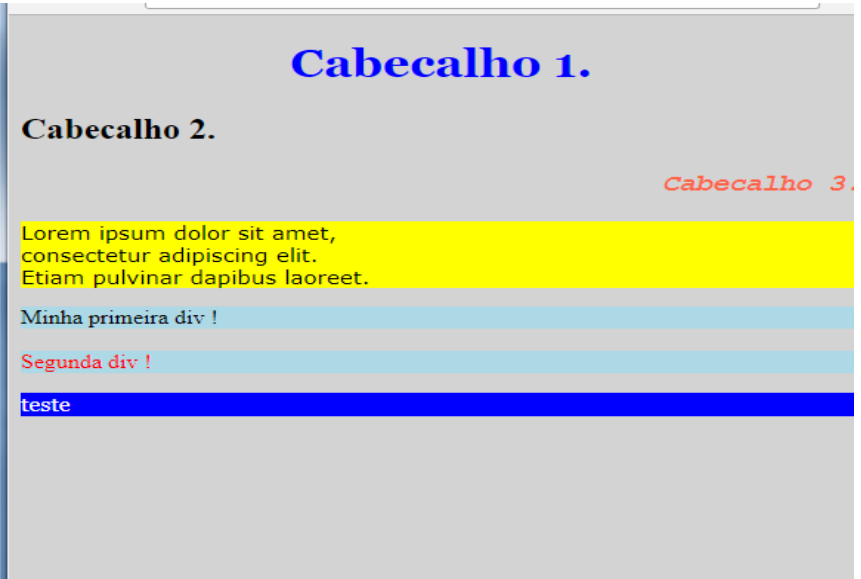 Cabecalho 1.
Cabecalho 2.
Cabecalho 3.
Lorem ipsum dolor sit amet,
consectetur adipiscing elit.
Etiam pulvinar dapibus laoreet.
Minha primeira div !
Segunda div !
teste